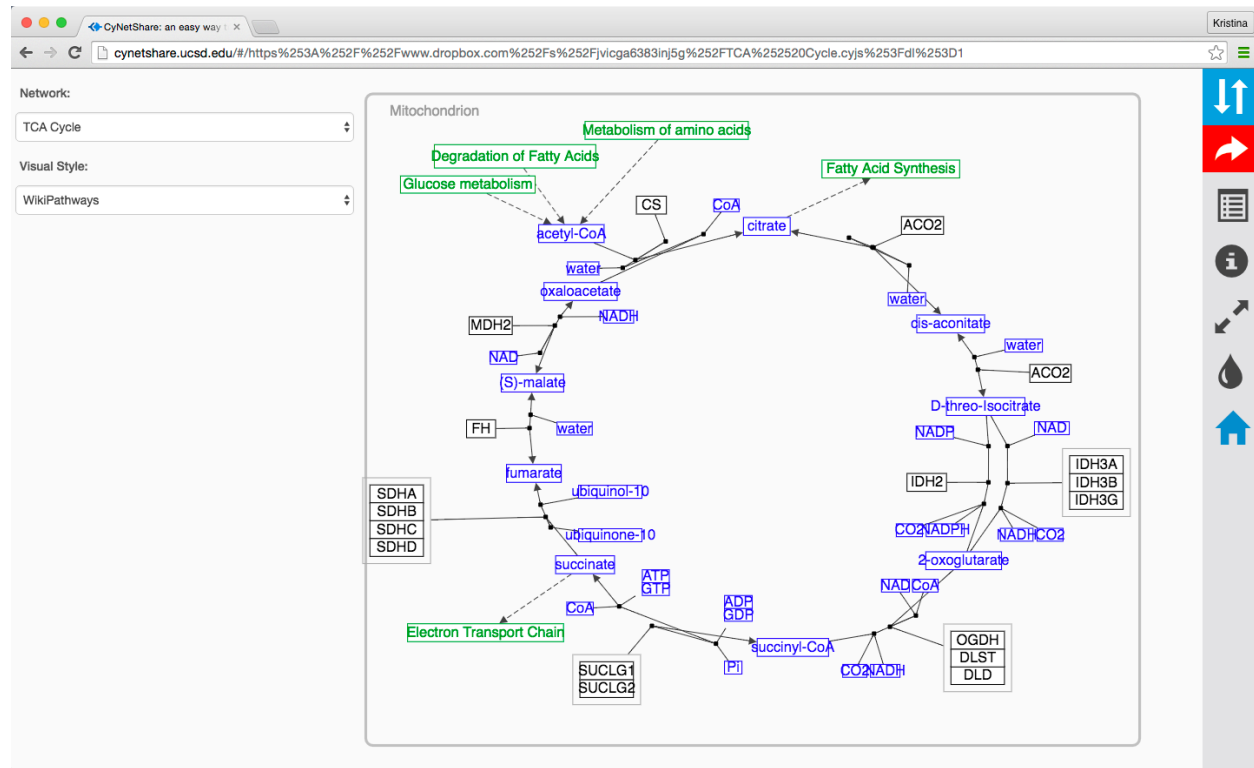 CyNetShare: an easy way t
Kristina
cynetshare.ucsd.edu/#/https%253A%252F%252Fwww.dropbox.com%252Fs%252Fjvicga6383inj5g%252FTCA%252520Cycle.cyjs%253Fdl%253D1
Network:
TCA Cycle
Visual Style:
WikiPathways
Mitochondrion
Metabolism of amino acids
Degradation of Fatty Acids
Glucose metabolism
Fatty Acid Synthesis
CS
CoA
acetyl-CoA
citrate
ACO2
water
oxaloacetate
water
MDH2
NADH
dis-aconitate
NAD
water
(S)-malate
ACO2
D-threo-Isocitrate
FH
water
NADP
NAD
fumarate
IDH3A
IDH3B
IDH3G
IDH2
SDHA
SDHB
SDHC
SDHD
ubiquinol-10
ubiquinone-10
CO2
NADPH
NADH
CO2
succinate
2-oxoglutarate
ATP
GTP
NAD
CoA
CoA
ADP
GDP
Electron Transport Chain
succinyl-CoA
OGDH
DLST
DLD
SUCLG1
SUCLG2
Pi
CO2
NADH